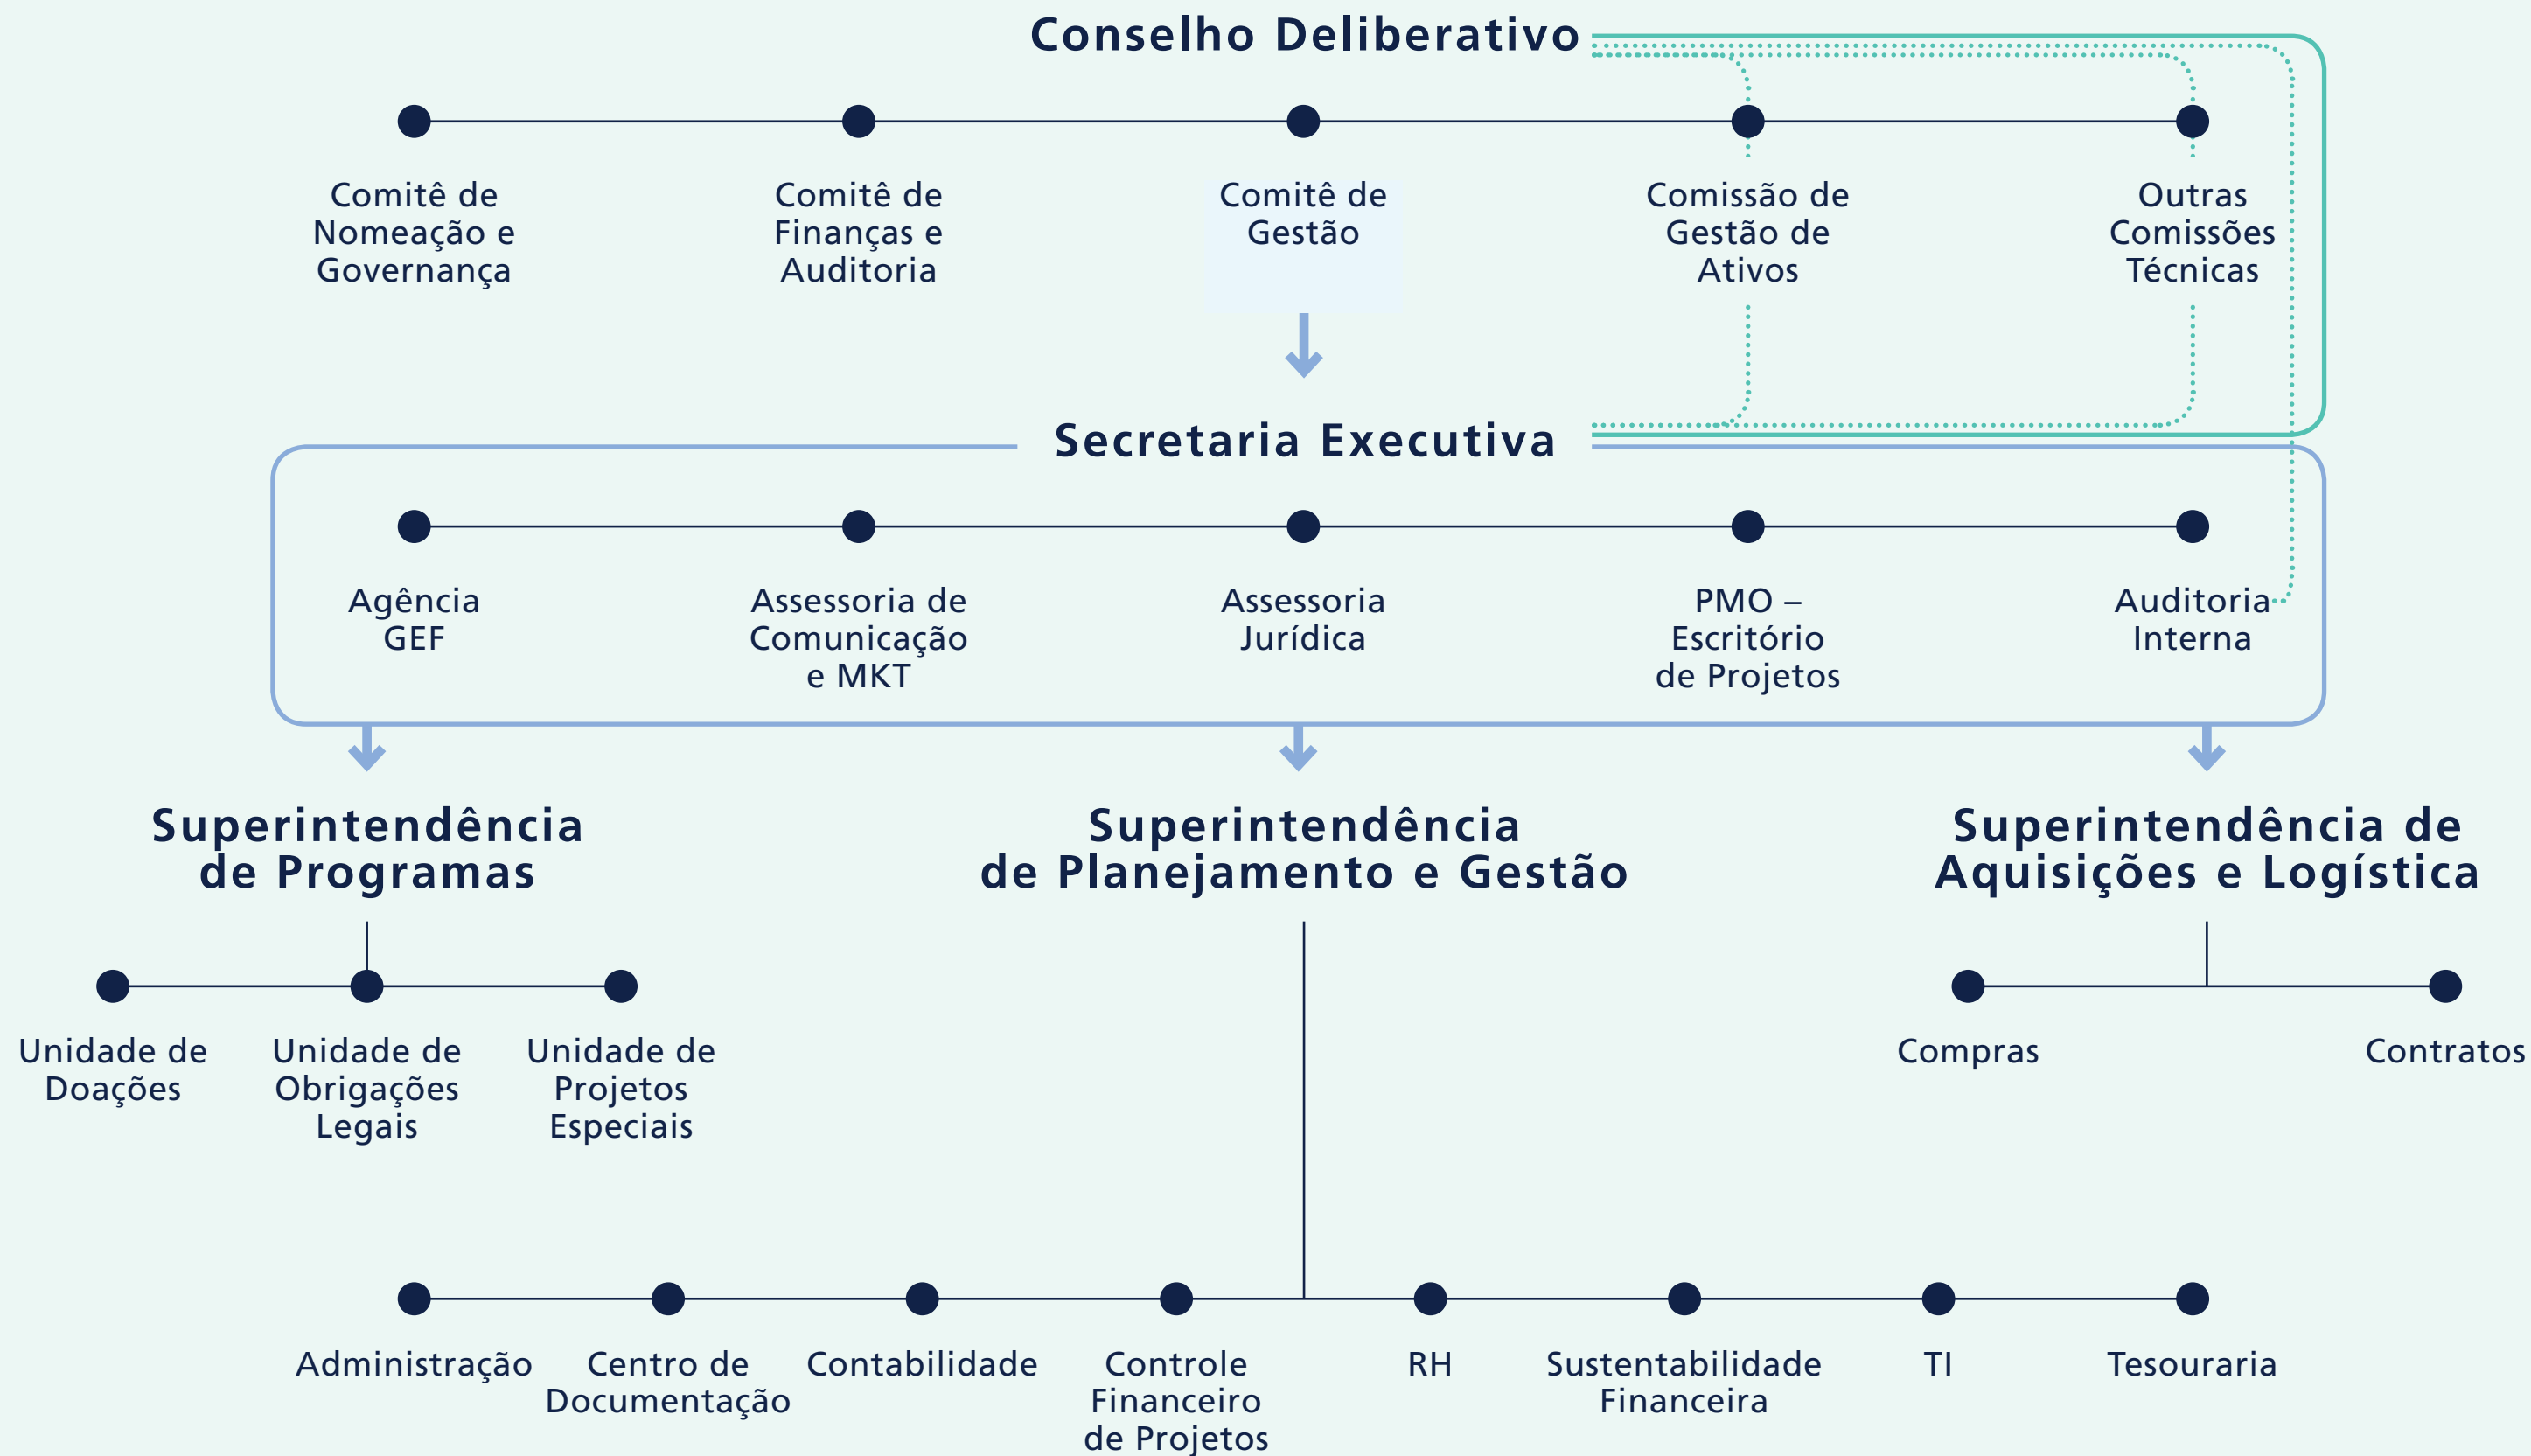 Conselho Deliberativo
Comitê de
Nomeação e
Governança
Comitê de
Finanças e
Auditoria
Comitê de
Gestão
Comissão de
Gestão de
Ativos
Outras
Comissões
Técnicas
Secretaria Executiva
Agência
GEF
Assessoria de
Comunicação
e MKT
Assessoria
Jurídica
PMO –
Escritório
de Projetos
Auditoria
Interna
Superintendência
de Programas
Superintendência
de Planejamento e Gestão
Superintendência de
Aquisições e Logística
Unidade de
Doações
Unidade de
Obrigações
Legais
Unidade de
Projetos
Especiais
Compras
Contratos
Administração
Centro de
Documentação
Contabilidade
Controle
Financeiro
de Projetos
RH
Sustentabilidade
Financeira
TI
Tesouraria